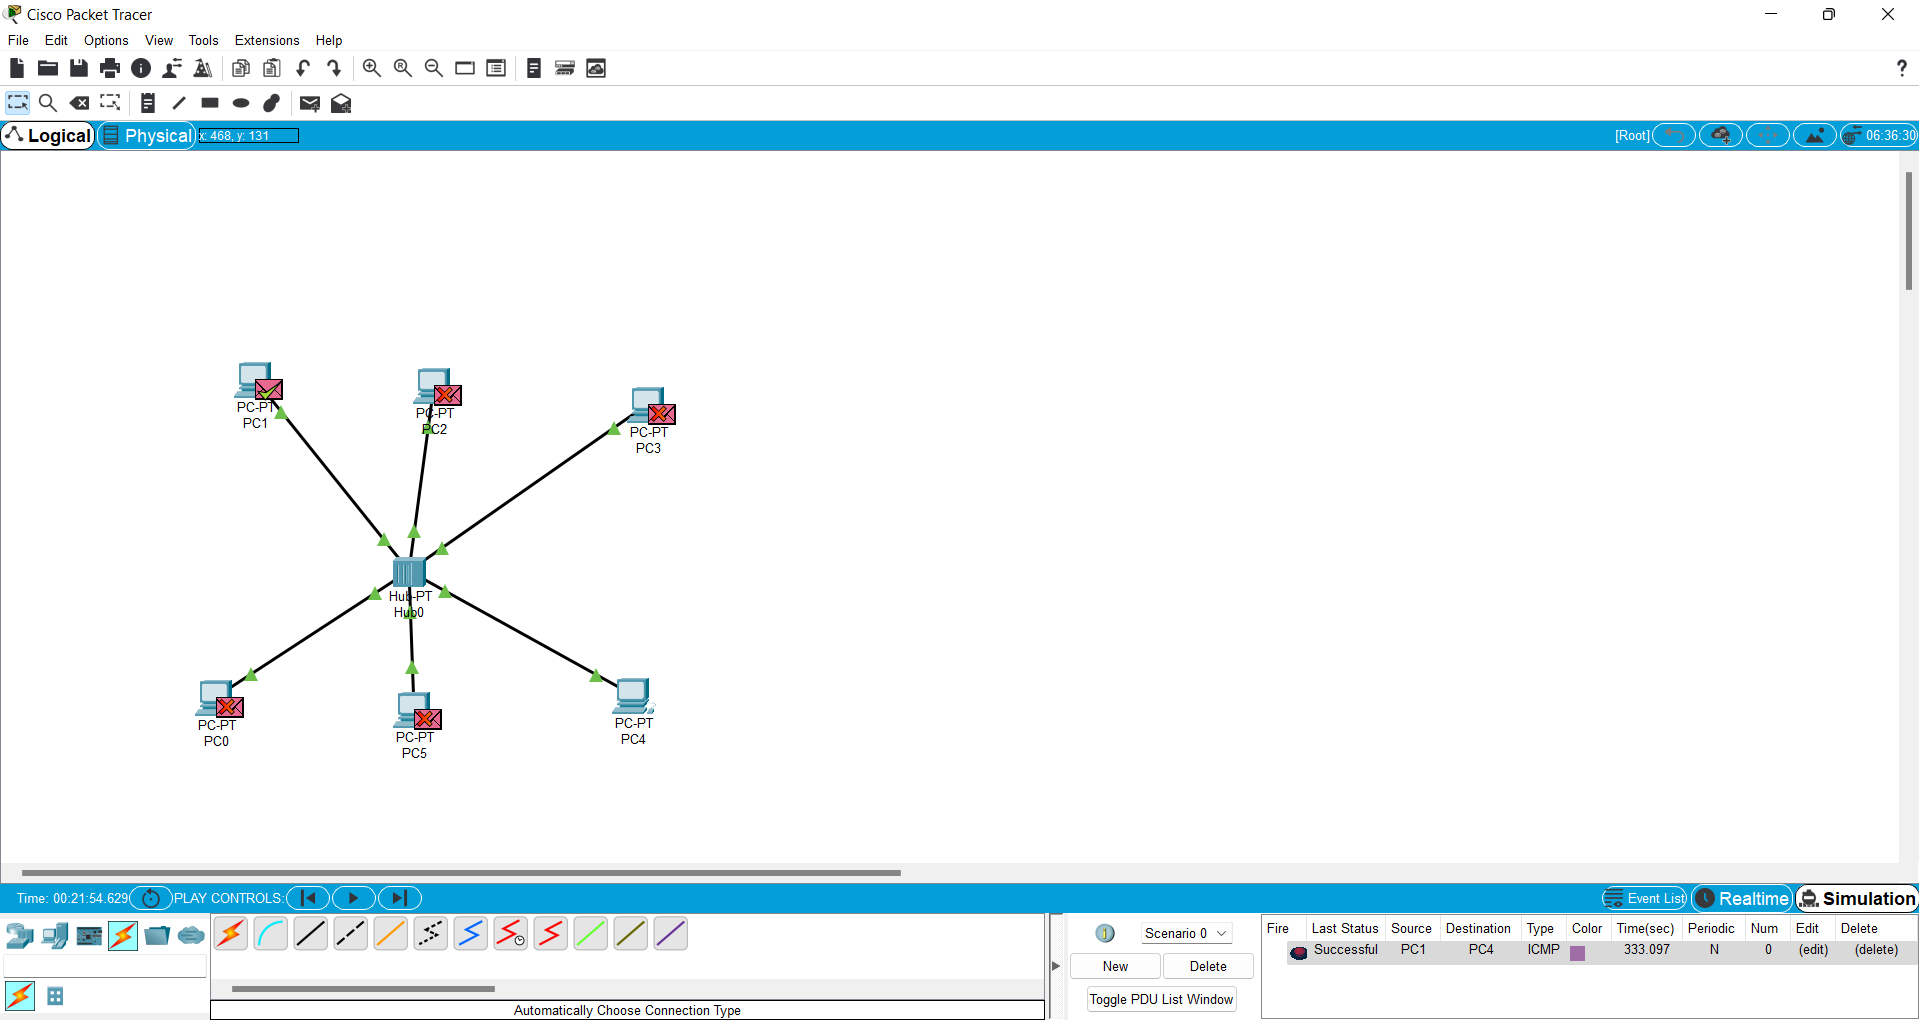 Cisco Packet Tracer
File Edit Options View Tools Extensions Help
Logical Physical x: 468, y: 131 [Root] 06:36:30
PC-PT
PC1
PC-PT
PC2
PC-PT
PC3
Hub-PT
Hub0
PC-PT
PC0
PC-PT
PC5
PC-PT
PC4
Time: 00:21:54.629 PLAY CONTROLS: Event List Realtime Simulation
Scenario 0
New Delete
Toggle PDU List Window
Fire Last Status Source Destination Type Color Time(sec) Periodic Num Edit Delete
Successful PC1 PC4 ICMP 333.097 N 0 (edit) (delete)
Automatically Choose Connection Type